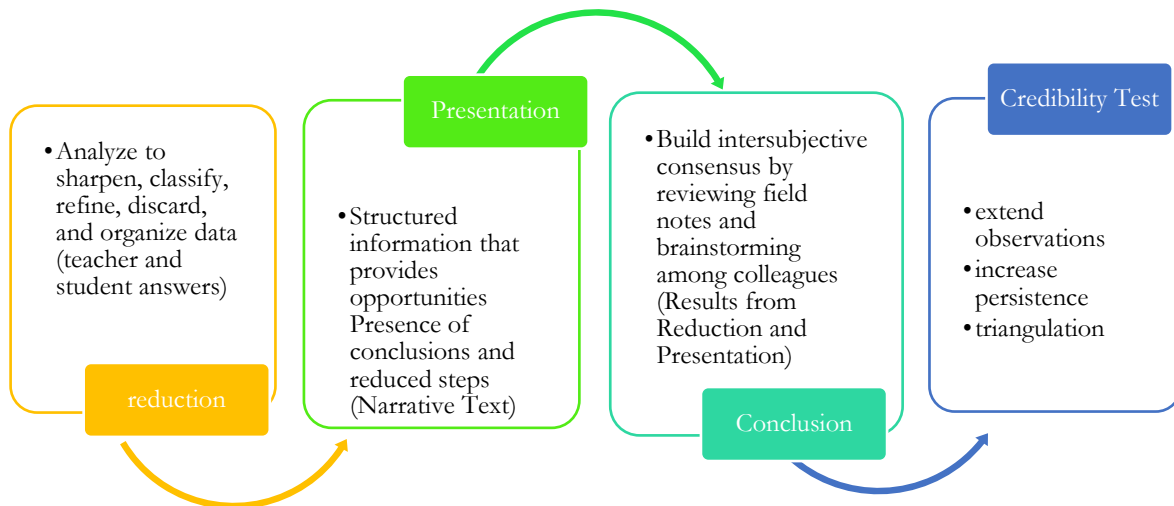 •Analyze to
sharpen, classify,
refine, discard,
and organize data
(teacher and
student answers)
reduction
Presentation
•Structured
information that
provides
opportunities
Presence of
conclusions and
reduced steps
(Narrative Text)
•Build intersubjective
consensus by
reviewing field
notes and
brainstorming
among colleagues
(Results from
Reduction and
Presentation)
Conclusion
Credibility Test
•extend
observations
•increase
persistence
•triangulation